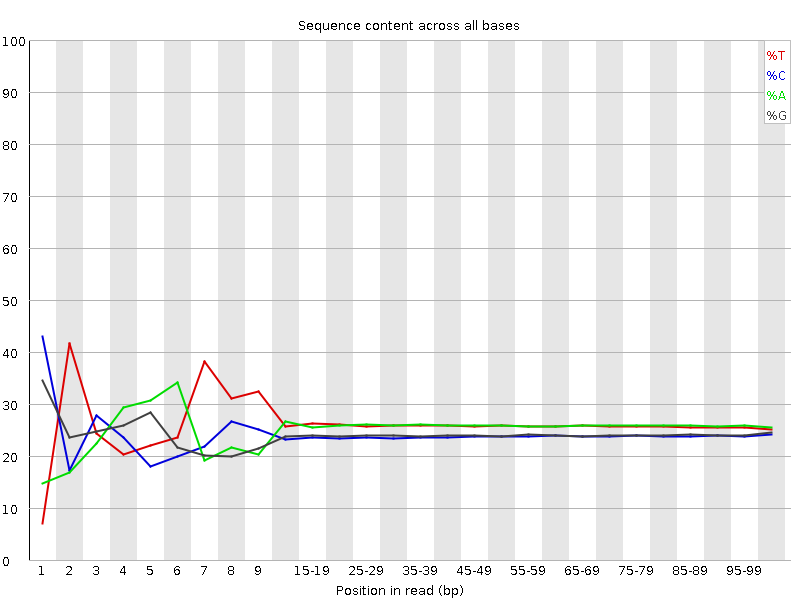 Sequence content across all bases
100
90
80
70
60
50
40
30
20
10
0
%T
%C
%A
%G
1 2 3 4 5 6 7 8 9 15-19 25-29 35-39 45-49 55-59 65-69 75-79 85-89 95-99
Position in read (bp)